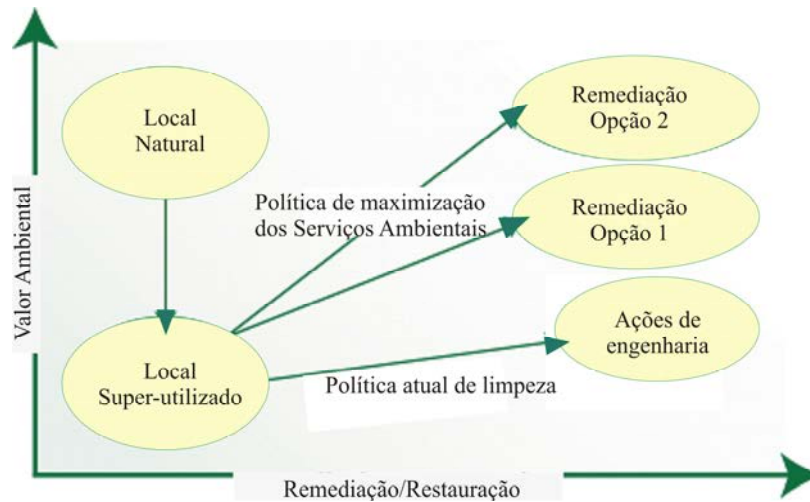 Valor Ambiental
Local
Natural
Remediação
Opção 2
Política de maximização
dos Serviços Ambientais
Remediação
Opção 1
Ações de
engenharia
Local
Super-utilizado
Política atual de limpeza
Remediação/Restauração